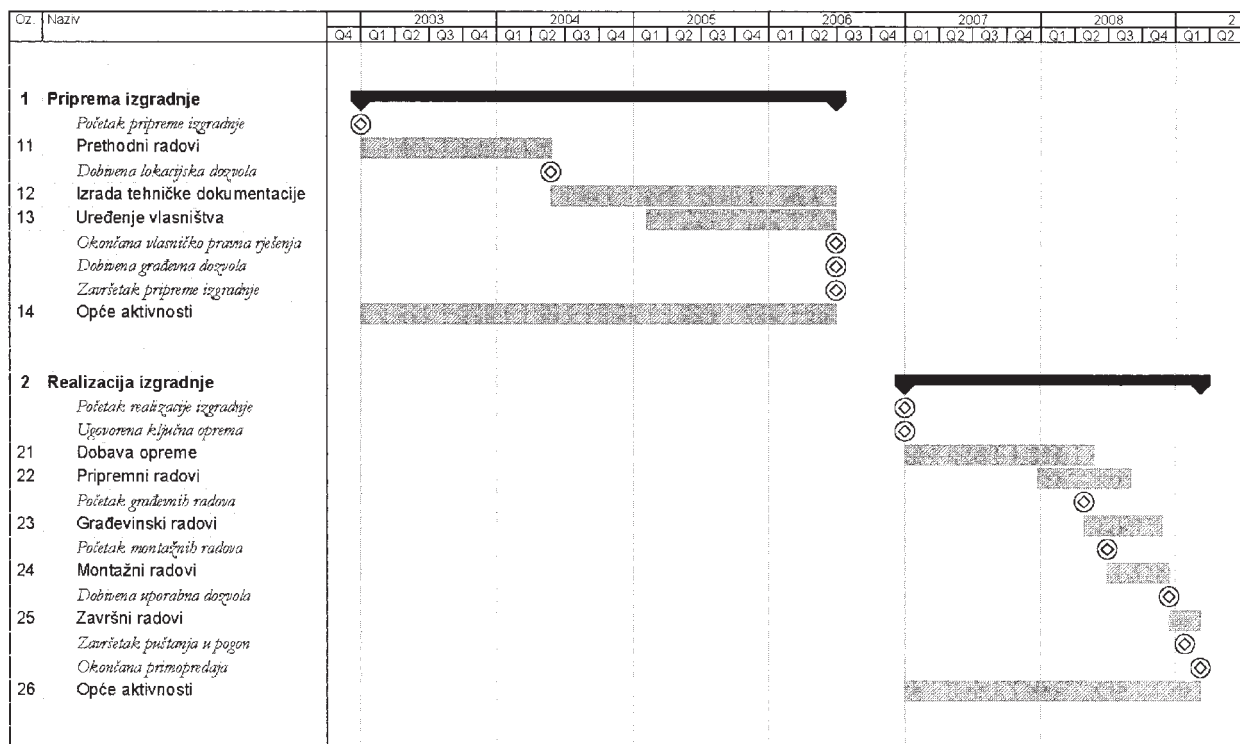 Oz. Naziv 2003 2004 2005 2006 2007 2008 2
Q4 Q1 Q2 Q3 Q4 Q1 Q2 Q3 Q4 Q1 Q2 Q3 Q4 Q1 Q2 Q3 Q4 Q1 Q2 Q3 Q4 Q1 Q2 Q3 Q4 Q1 Q2
1 Priprema izgradnje
Početak pripreme izgradnje
11 Prethodni radovi
Dobivena lokacijska dozvola
12 Izrada tehničke dokumentacije
13 Uređenje vlasništva
Okončana vlasničko pravna rješenja
Dobivena građevna dozvola
Završetak pripreme izgradnje
14 Opće aktivnosti
2 Realizacija izgradnje
Početak realizacije izgradnje
Ugovorena ključna oprema
21 Dobava opreme
22 Pripremni radovi
Početak građevnih radova
23 Građevinski radovi
Početak montažnih radova
24 Montažni radovi
Dobivena uporabna dozvola
25 Završni radovi
Završetak puštanja u pogon
Okončana primopredaja
26 Opće aktivnosti